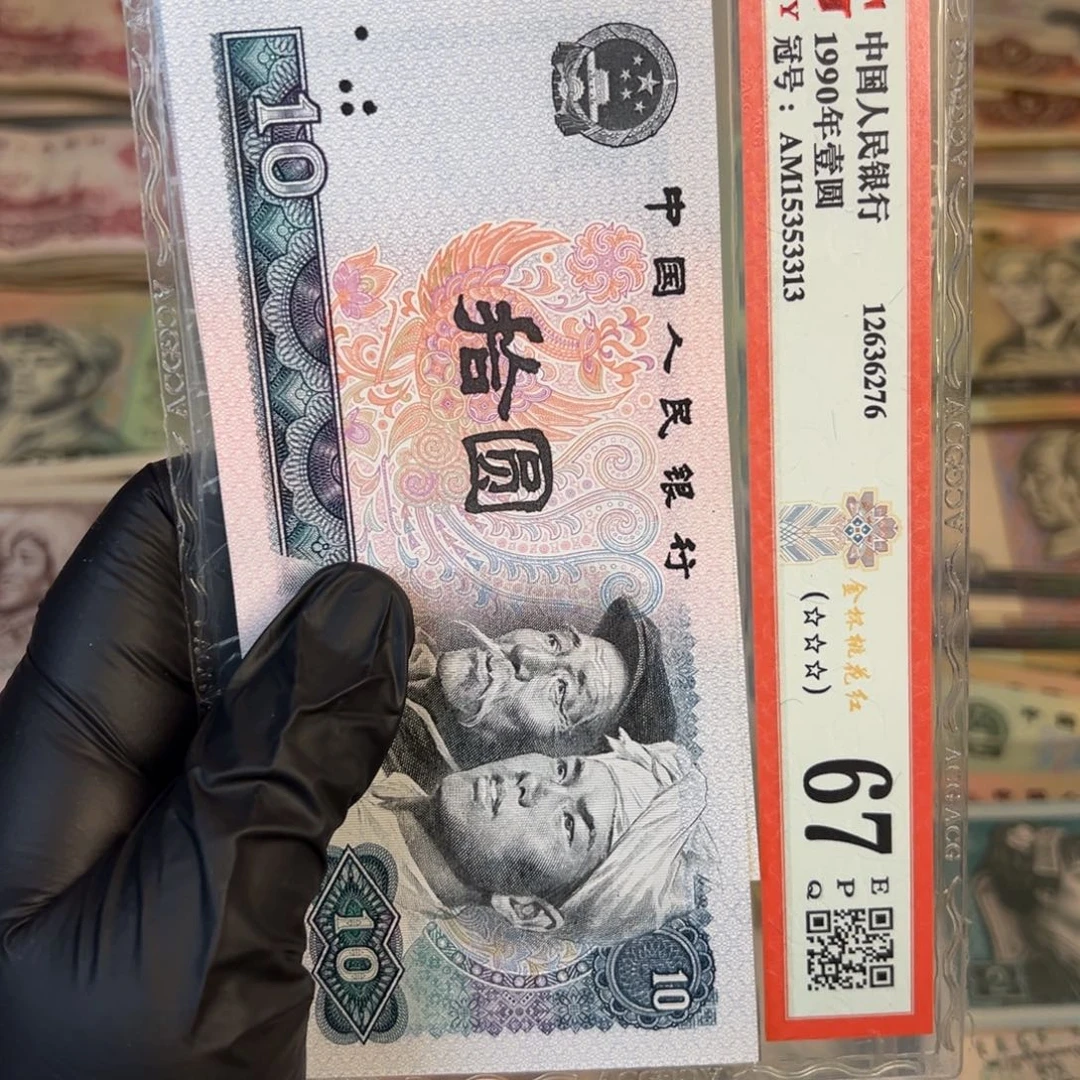 中国人民银行
1990年壹圆
冠号：AM15353313
12636276
金杯桃花红
(☆☆☆)
67
E
P
Q
中国人民银行
拾圆
10
10
10